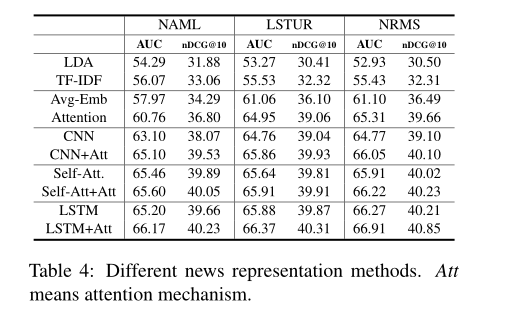 NAML LSTUR NRMS
AUC nDCG@10 AUC nDCG@10 AUC nDCG@10
LDA 54.29 31.88 53.27 30.41 52.93 30.50
TF-IDF 56.07 33.06 55.53 32.32 55.43 32.31
Avg-Emb 57.97 34.29 61.06 36.10 61.10 36.49
Attention 60.76 36.80 64.95 39.06 65.31 39.66
CNN 63.10 38.07 64.76 39.04 64.77 39.10
CNN+Att 65.10 39.53 65.86 39.93 66.05 40.10
Self-Att. 65.46 39.89 65.64 39.81 65.91 40.02
Self-Att+Att 65.60 40.05 65.91 39.91 66.22 40.23
LSTM 65.20 39.66 65.88 39.87 66.27 40.21
LSTM+Att 66.17 40.23 66.37 40.31 66.91 40.85
Table 4: Different news representation methods. Att
means attention mechanism.